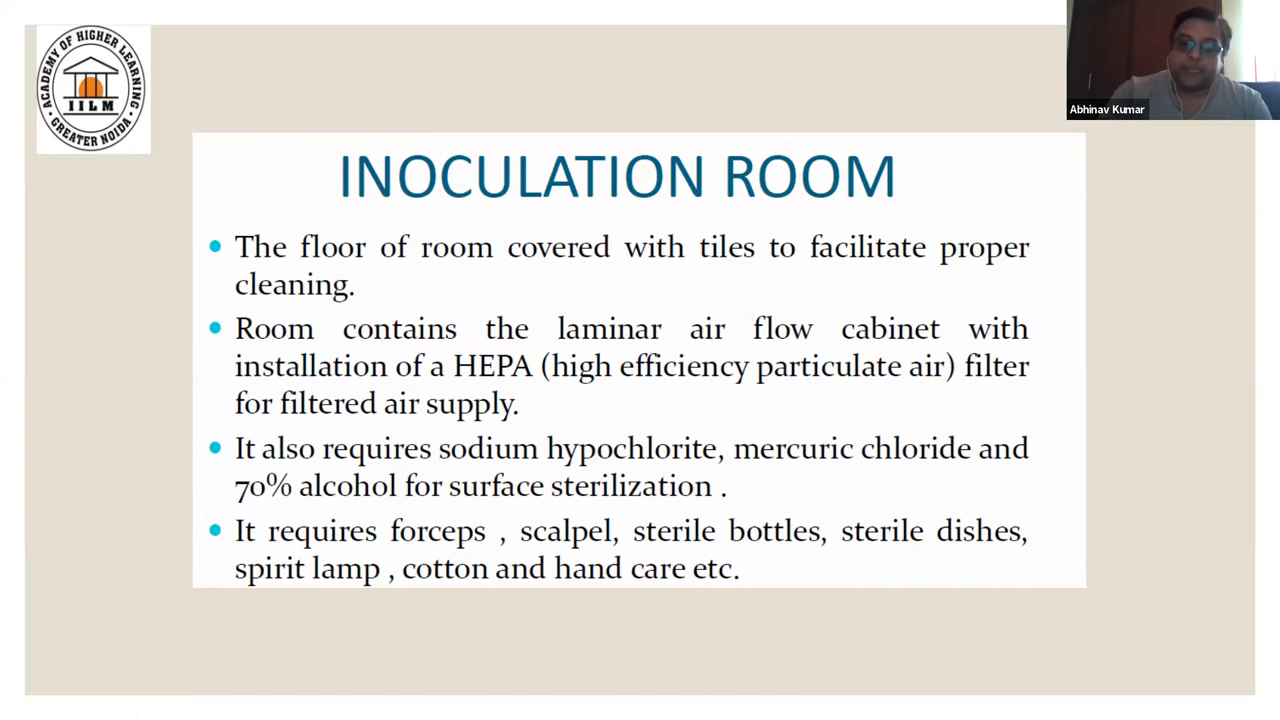 ACADEMY OF HIGHER LEARNING
IILM
GREATER NOIDA
Abhinav Kumar
INOCULATION ROOM
• The floor of room covered with tiles to facilitate proper
cleaning.
• Room contains the laminar air flow cabinet with
installation of a HEPA (high efficiency particulate air) filter
for filtered air supply.
• It also requires sodium hypochlorite, mercuric chloride and
70% alcohol for surface sterilization .
• It requires forceps , scalpel, sterile bottles, sterile dishes,
spirit lamp , cotton and hand care etc.